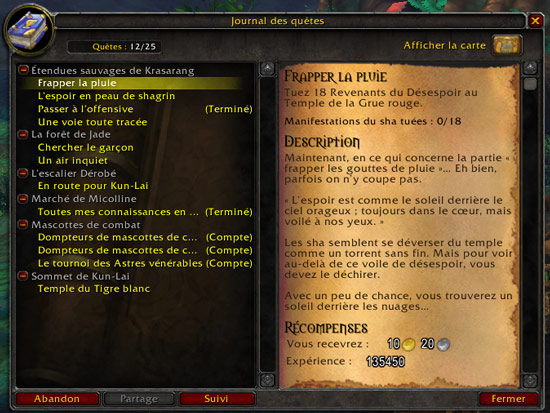 Journal des quêtes
Quêtes : 12/25
Afficher la carte
Étendues sauvages de Krasarang
Frapper la pluie
L'espoir en peau de shagrin
Passer à l'offensive (Terminé)
Une voie toute tracée
La forêt de Jade
Chercher le garçon
Un air inquiet
L'escalier Dérobé
En route pour Kun-Lai
Marché de Micolline
Toutes mes connaissances en ... (Terminé)
Mascottes de combat
Dompteurs de mascottes de c... (Compte)
Dompteurs de mascottes de c... (Compte)
Le tournoi des Astres vénérables (Compte)
Sommet de Kun-Lai
Temple du Tigre blanc
Abandon
Partage
Suivi
Frapper la pluie
Tuez 18 Revenants du Désespoir au
Temple de la Grue rouge.
Manifestations du sha tuées : 0/18
Description
Maintenant, en ce qui concerne la partie «
frapper les gouttes de pluie »... Eh bien,
parfois on n'y coupe pas.
« L'espoir est comme le soleil derrière le
ciel orageux ; toujours dans le cœur, mais
voilé à nos yeux. »
Les sha semblent se déverser du temple
comme un torrent sans fin. Mais pour voir
au-delà de ce voile de désespoir, vous
devez le déchirer.
Avec un peu de chance, vous trouverez un
soleil derrière les nuages...
Récompenses
Vous recevrez : 10 20
Expérience : 135450
Fermer